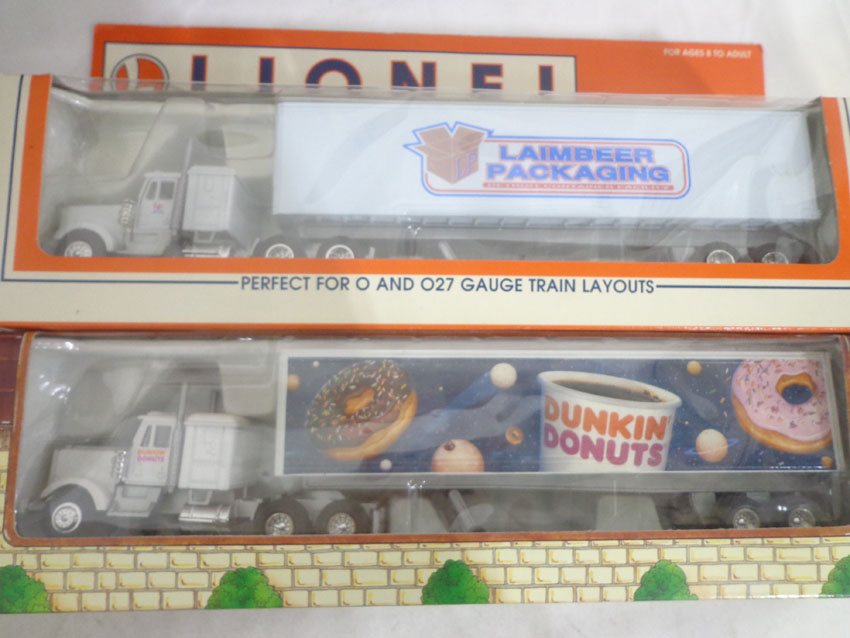 LIONEL
FOR AGES 8 TO ADULT
LAIMBEER
PACKAGING
PERFECT FOR O AND O27 GAUGE TRAIN LAYOUTS
DUNKIN'
DONUTS
DUNKIN'
DONUTS